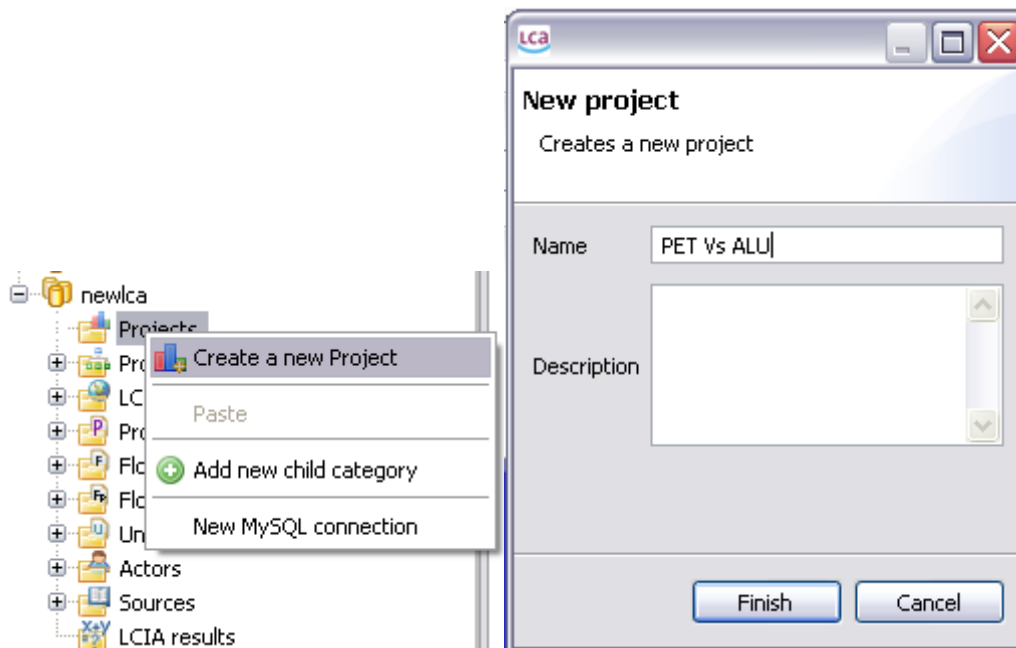 newlca
Projects
Create a new Project
Paste
Add new child category
New MySQL connection
Actors
Sources
LCIA results
LCa
New project
Creates a new project
Name
PET Vs ALU
Description
Finish
Cancel